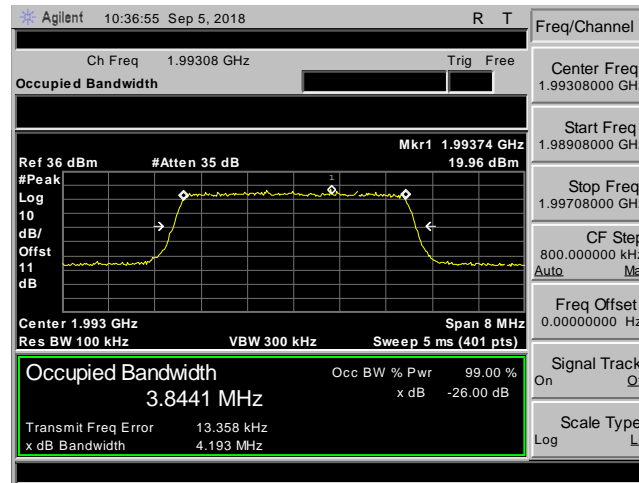 Agilent 10:36:55 Sep 5, 2018 R T
Freq/Channel
Ch Freq 1.99308 GHz Trig Free
Occupied Bandwidth
Center Freq
1.99308000 GH
Start Freq
1.98908000 GH
Stop Freq
1.99708000 GH
CF Step
800.000000 kHz
Auto Ma
Freq Offset
0.00000000 Hz
Signal Track
On O
Scale Type
Log L
Mkr1 1.99374 GHz
Ref 36 dBm #Atten 35 dB 19.96 dBm
#Peak
Log
10
dB/
Offst
11
dB
1
Center 1.993 GHz Span 8 MHz
Res BW 100 kHz VBW 300 kHz Sweep 5 ms (401 pts)
Occupied Bandwidth
3.8441 MHz
Occ BW % Pwr 99.00 %
x dB -26.00 dB
Transmit Freq Error 13.358 kHz
x dB Bandwidth 4.193 MHz